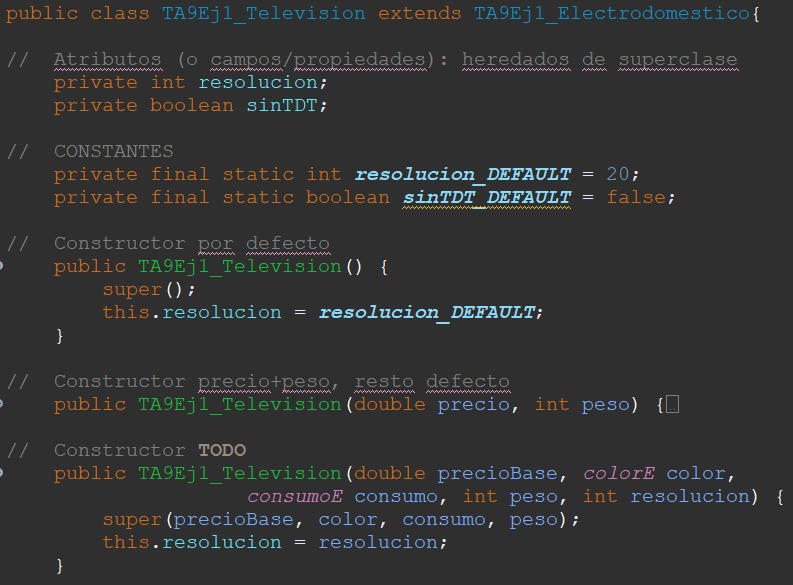 public class TA9Ej1_Television extends TA9Ej1_Electrodomestico{
//  Atributos (o campos/propiedades): heredados de superclase
    private int resolucion;
    private boolean sinTDT;
//  CONSTANTES
    private final static int resolucion_DEFAULT = 20;
    private final static boolean sinTDT_DEFAULT = false;
//  Constructor por defecto
    public TA9Ej1_Television() {
        super();
        this.resolucion = resolucion_DEFAULT;
    }
//  Constructor precio+peso, resto defecto
    public TA9Ej1_Television(double precio, int peso) {
//  Constructor TODO
    public TA9Ej1_Television(double precioBase, colorE color,
                    consumoE consumo, int peso, int resolucion) {
        super(precioBase, color, consumo, peso);
        this.resolucion = resolucion;
    }